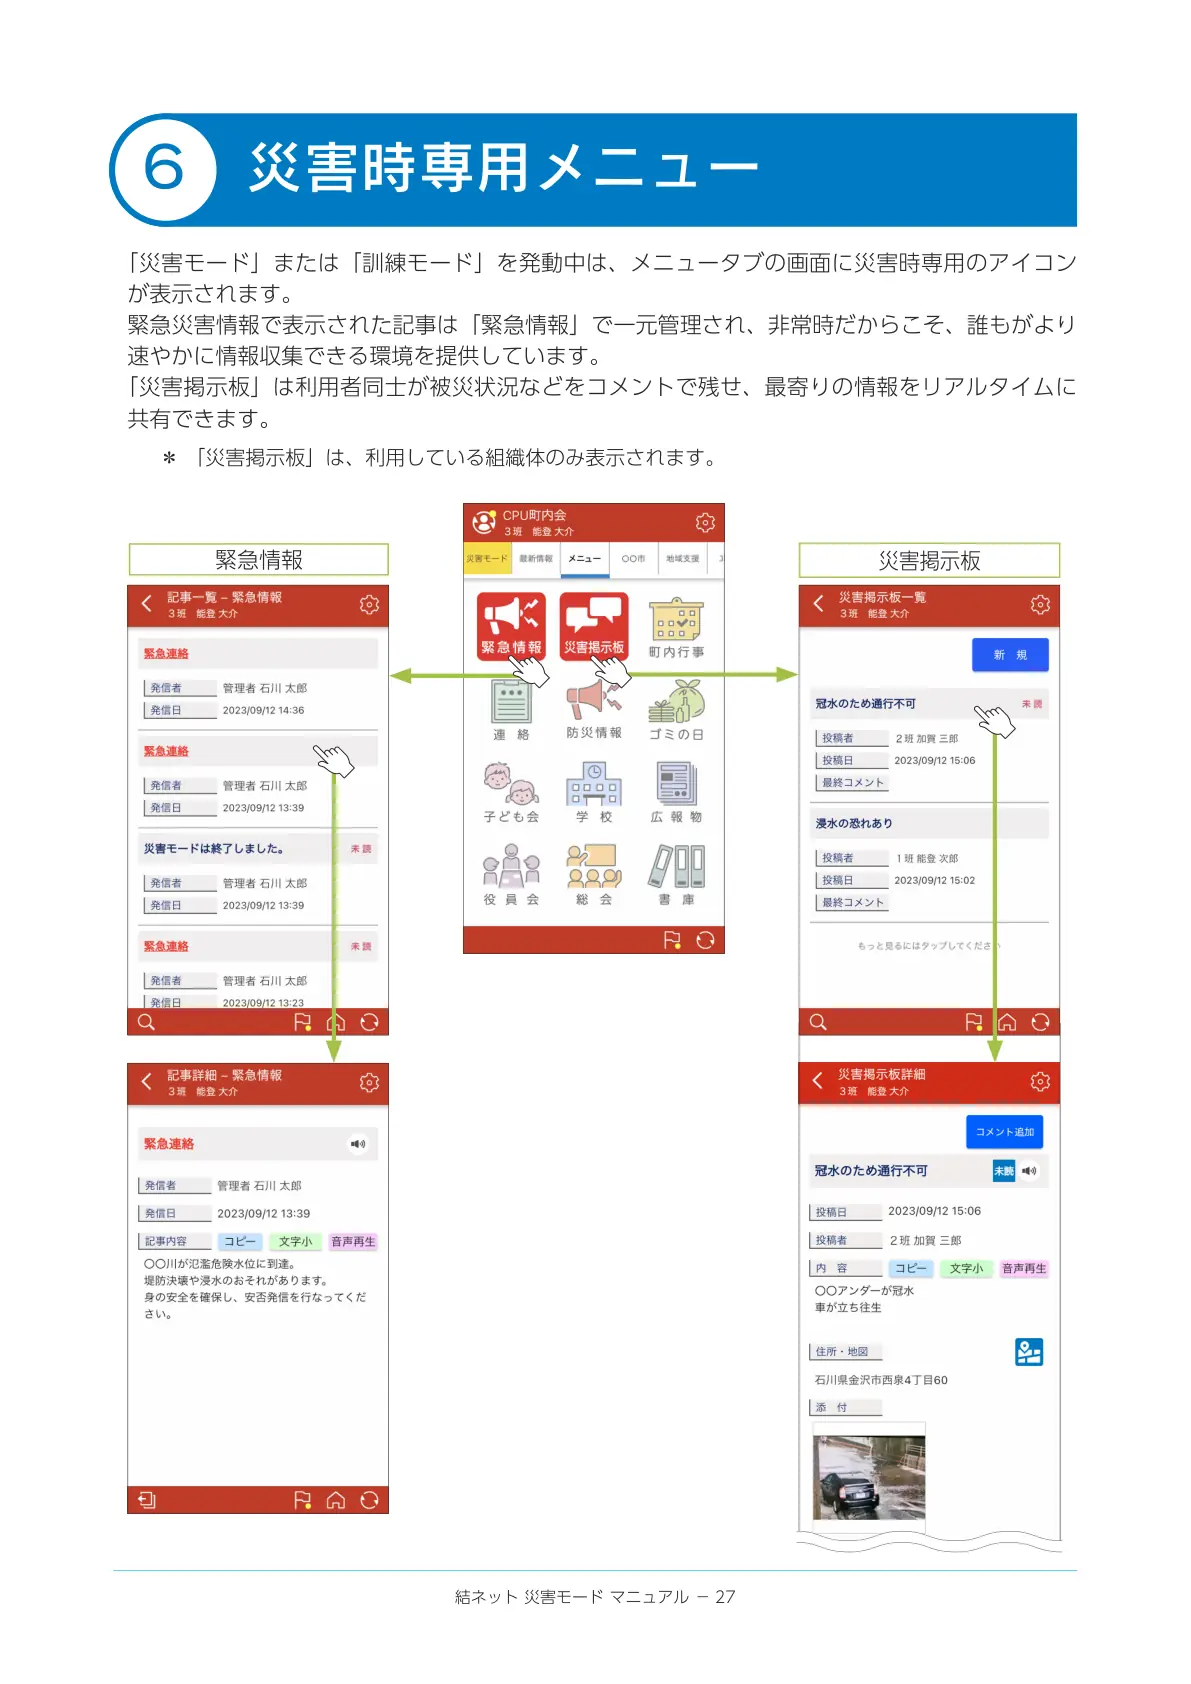 6 災害時専用メニュー
「災害モード」または「訓練モード」を発動中は、メニュータブの画面に災害時専用のアイコン
が表示されます。
緊急災害情報で表示された記事は「緊急情報」で一元管理され、非常時だからこそ、誰もがより
速やかに情報収集できる環境を提供しています。
「災害掲示板」は利用者同士が被災状況などをコメントで残せ、最寄りの情報をリアルタイムに
共有できます。
＊ 「災害掲示板」は、利用している組織体のみ表示されます。
緊急情報
記事一覧 – 緊急情報
3班 能登 大介
緊急連絡
発信者 管理者 石川 太郎
発信日 2023/09/12 14:36
緊急連絡
発信者 管理者 石川 太郎
発信日 2023/09/12 13:39
災害モードは終了しました。 未読
発信者 管理者 石川 太郎
発信日 2023/09/12 13:39
緊急連絡 未読
発信者 管理者 石川 太郎
発信日 2023/09/12 13:23
記事詳細 – 緊急情報
3班 能登 大介
緊急連絡
発信者 管理者 石川 太郎
発信日 2023/09/12 13:39
記事内容 コピー 文字小 音声再生
〇〇川が氾濫危険水位に到達。
堤防決壊や浸水のおそれがあります。
身の安全を確保し、安否発信を行なってくだ
さい。
CPU町内会
3班 能登 大介
災害モード 最新情報 メニュー 〇〇市 地域支援
緊急情報 災害掲示板 町内行事
連絡 防災情報 ゴミの日
子ども会 学校 広報物
役員会 総会 書庫
災害掲示板
災害掲示板一覧
3班 能登 大介
新規
冠水のため通行不可 未読
投稿者 2班 加賀 三郎
投稿日 2023/09/12 15:06
最終コメント
浸水の恐れあり
投稿者 1班 能登 次郎
投稿日 2023/09/12 15:02
最終コメント
もっと見るにはタップしてください
災害掲示板詳細
3班 能登 大介
コメント追加
冠水のため通行不可 未読
投稿日 2023/09/12 15:06
投稿者 2班 加賀 三郎
内容 コピー 文字小 音声再生
〇〇アンダーが冠水
車が立ち往生
住所・地図
石川県金沢市西泉4丁目60
添付
結ネット 災害モード マニュアル － 27